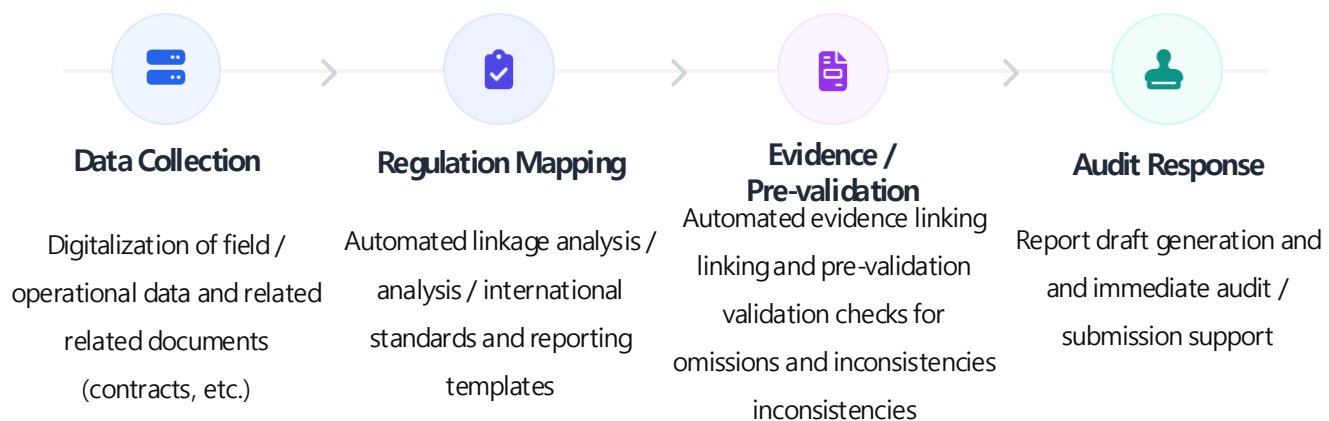 Data Collection
Digitalization of field /
operational data and related
related documents
(contracts, etc.)
Regulation Mapping
Automated linkage analysis /
analysis / international
standards and reporting
templates
Evidence /
Pre-validation
Automated evidence linking
linking and pre-validation
validation checks for
omissions and inconsistencies
inconsistencies
Audit Response
Report draft generation and
and immediate audit /
submission support